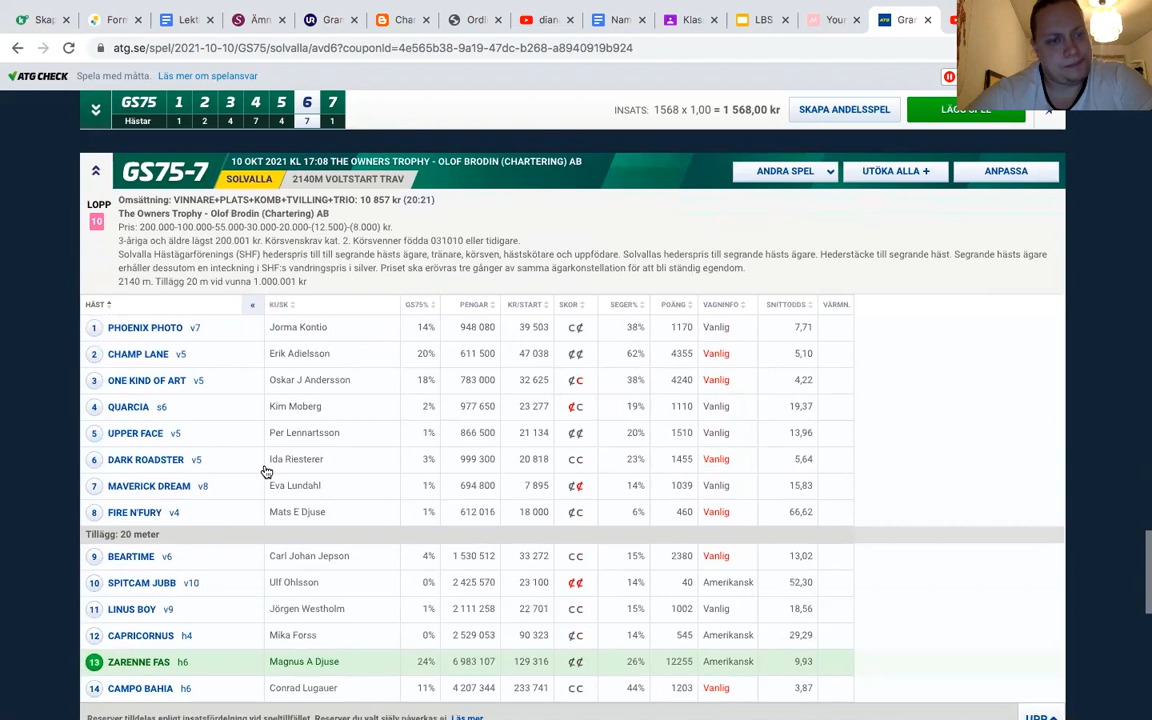 Skap
Forn
Lekt
Ämn
Gran
Cha
Ordi
dian
Nam
Klas
LBS
Your
Gra
atg.se/spel/2021-10-10/GS75/solvalla/avd6?couponId=4e565b38-9a19-47dc-b268-a8940919b924
ATG CHECK Spela med måtta. Läs mer om spelansvar
GS75 1 2 3 4 5 6 7
Hästar 1 2 4 7 4 7 1
INSATS: 1568 x 1,00 = 1 568,00 kr SKAPA ANDELSSPEL
GS75-7 10 OKT 2021 KL 17:08 THE OWNERS TROPHY - OLOF BRODIN (CHARTERING) AB
SOLVALLA 2140M VOLTSTART TRAV
ANDRA SPEL UTÖKA ALLA + ANPASSA
LOPP 10
Omsättning: VINNARE+PLATS+KOMB+TVILLING+TRIO: 10 857 kr (20:21)
The Owners Trophy - Olof Brodin (Chartering) AB
Pris: 200.000-100.000-55.000-30.000-20.000-(12.500)-(8.000) kr.
3-åriga och äldre lägst 200.001 kr. Körsvenskrav kat. 2. Körsvenner födda 031010 eller tidigare.
Solvalla Hästägarförenings (SHF) hederspris till till segrande hästs ägare, tränare, körsven, hästskötare och uppfödare. Solvallas hederspris till segrande hästs ägare. Hederstäcke till segrande häst. Segrande hästs ägare
erhåller dessutom en inteckning i SHF:s vandringspris i silver. Priset ska erövras tre gånger av samma ägarkonstellation för att bli ständig egendom.
2140 m. Tillägg 20 m vid vunna 1.000.001 kr
HÄST « KUSK GS75% PENGAR KR/START SKOR SEGER% POÄNG VAGNINFO SNITTODDS VÄRMN.
1 PHOENIX PHOTO v7 Jorma Kontio 14% 948 080 39 503 C₵ 38% 1170 Vanlig 7,71
2 CHAMP LANE v5 Erik Adielsson 20% 611 500 47 038 ₵₵ 62% 4355 Vanlig 5,10
3 ONE KIND OF ART v5 Oskar J Andersson 18% 783 000 32 625 ₵C 38% 4240 Vanlig 4,22
4 QUARCIA s6 Kim Moberg 2% 977 650 23 277 ₵C 19% 1110 Vanlig 19,37
5 UPPER FACE v5 Per Lennartsson 1% 866 500 21 134 ₵₵ 20% 1510 Vanlig 13,96
6 DARK ROADSTER v5 Ida Riesterer 3% 999 300 20 818 CC 23% 1455 Vanlig 5,64
7 MAVERICK DREAM v8 Eva Lundahl 1% 694 800 7 895 ₵₵ 14% 1039 Vanlig 15,83
8 FIRE N'FURY v4 Mats E Djuse 1% 612 016 18 000 ₵C 6% 460 Vanlig 66,62
Tillägg: 20 meter
9 BEARTIME v6 Carl Johan Jepson 4% 1 530 512 33 272 CC 15% 2380 Vanlig 13,02
10 SPITCAM JUBB v10 Ulf Ohlsson 0% 2 425 570 23 100 ₵₵ 14% 40 Amerikansk 52,30
11 LINUS BOY v9 Jörgen Westholm 1% 2 111 258 22 701 CC 15% 1002 Vanlig 18,56
12 CAPRICORNUS h4 Mika Forss 0% 2 529 053 90 323 ₵C 14% 545 Amerikansk 29,29
13 ZARENNE FAS h6 Magnus A Djuse 24% 6 983 107 129 316 ₵₵ 26% 12255 Amerikansk 9,93
14 CAMPO BAHIA h6 Conrad Lugauer 11% 4 207 344 233 741 CC 44% 1203 Vanlig 3,87
Läs mer